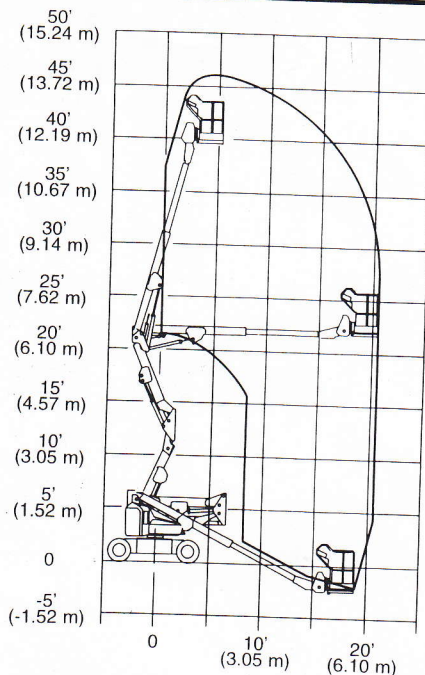 50'
(15.24 m)
45'
(13.72 m)
40'
(12.19 m)
35'
(10.67 m)
30'
(9.14 m)
25'
(7.62 m)
20'
(6.10 m)
15'
(4.57 m)
10'
(3.05 m)
5'
(1.52 m)
0
-5'
(-1.52 m)
0 10' 20'
(3.05 m) (6.10 m)